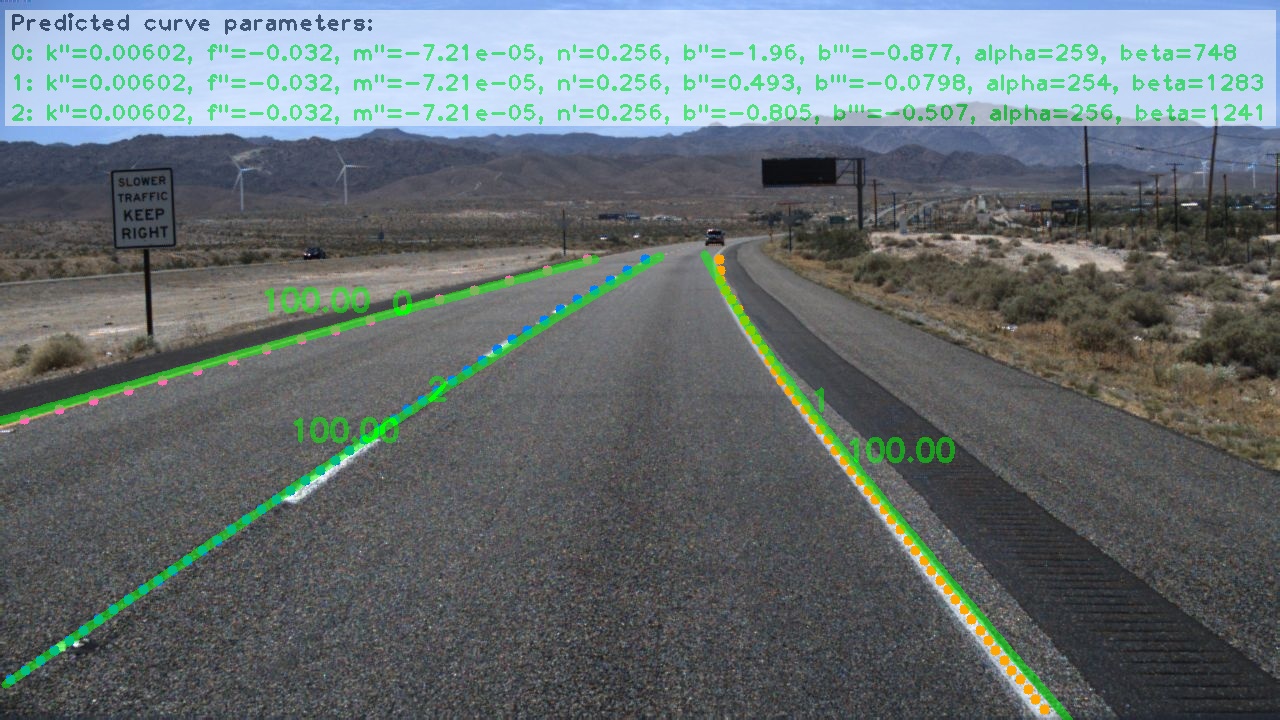 Predicted curve parameters:
0: k''=0.00602, f''=-0.032, m''=-7.21e-05, n'=0.256, b''=-1.96, b'''=-0.877, alpha=259, beta=748
1: k''=0.00602, f''=-0.032, m''=-7.21e-05, n'=0.256, b''=0.493, b'''=-0.0798, alpha=254, beta=1283
2: k''=0.00602, f''=-0.032, m''=-7.21e-05, n'=0.256, b''=-0.805, b'''=-0.507, alpha=256, beta=1241
SLOWER
TRAFFIC
KEEP
RIGHT
100.00 0
2
100.00
1
100.00